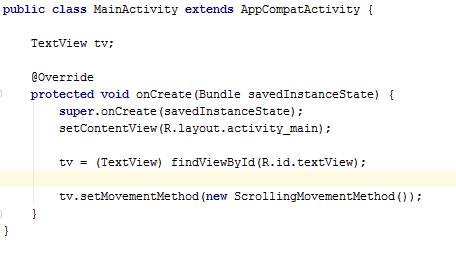 public class MainActivity extends AppCompatActivity {
TextView tv;
@Override
protected void onCreate(Bundle savedInstanceState) {
super.onCreate(savedInstanceState);
setContentView(R.layout.activity_main);
tv = (TextView) findViewById(R.id.textView);
tv.setMovementMethod(new ScrollingMovementMethod());
}
}